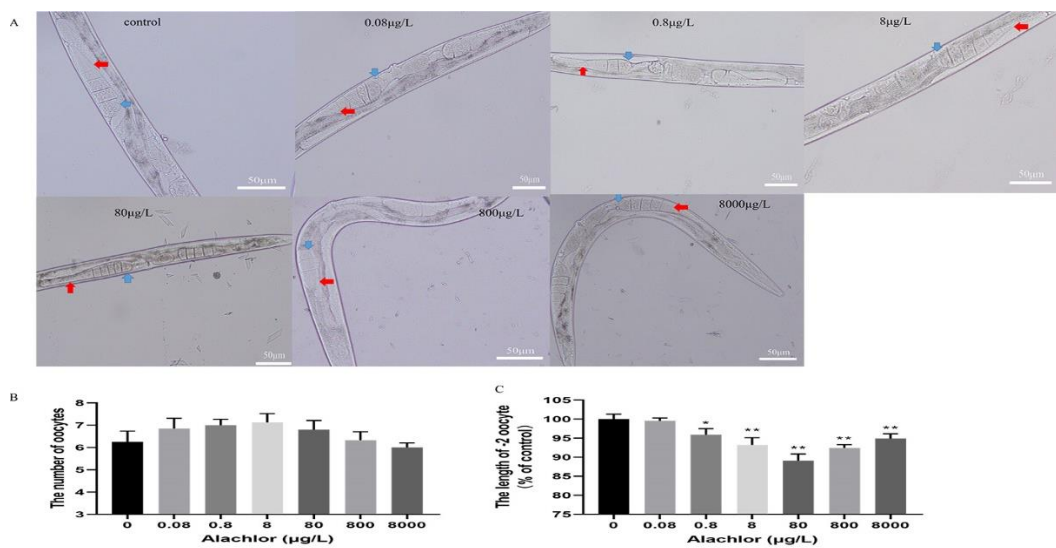 A
control
0.08µg/L
0.8µg/L
8µg/L
50µm
50µm
50µm
50µm
80µg/L
800µg/L
8000µg/L
50µm
50µm
50µm
B
The number of oocytes
8
7
6
5
4
3
0 0.08 0.8 8 80 800 8000
Alachlor (µg/L)
C
The length of -2 oocyte
(% of control)
105
100
95
90
85
80
75
* ** ** ** **
0 0.08 0.8 8 80 800 8000
Alachlor (µg/L)